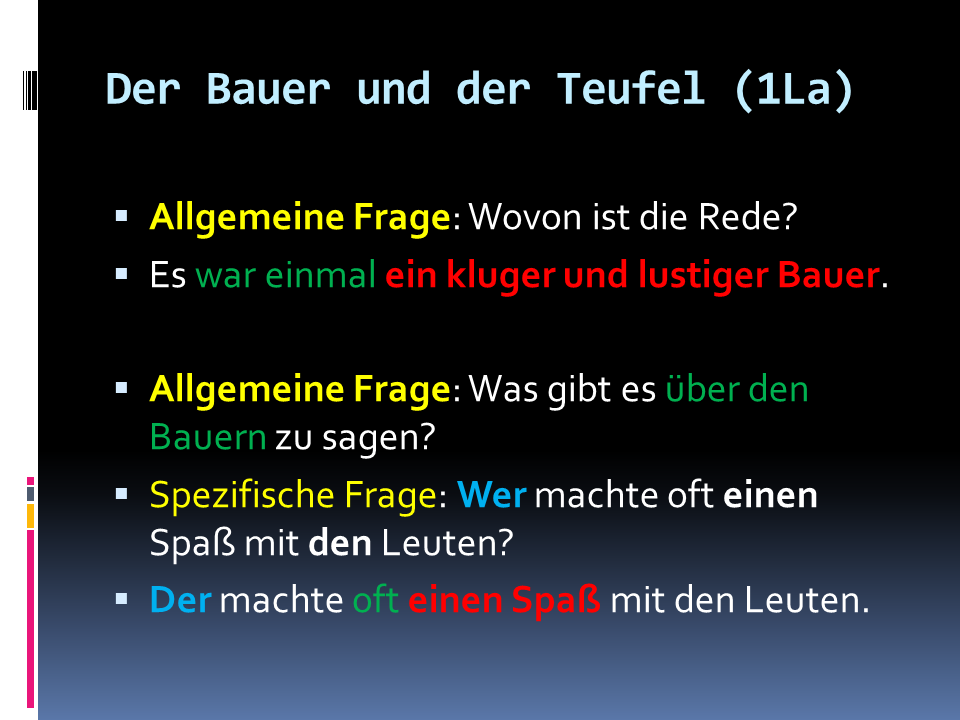 Der Bauer und der Teufel (1La)
Allgemeine Frage: Wovon ist die Rede?
Es war einmal ein kluger und lustiger Bauer.
Allgemeine Frage: Was gibt es über den
Bauern zu sagen?
Spezifische Frage: Wer machte oft einen
Spaß mit den Leuten?
Der machte oft einen Spaß mit den Leuten.